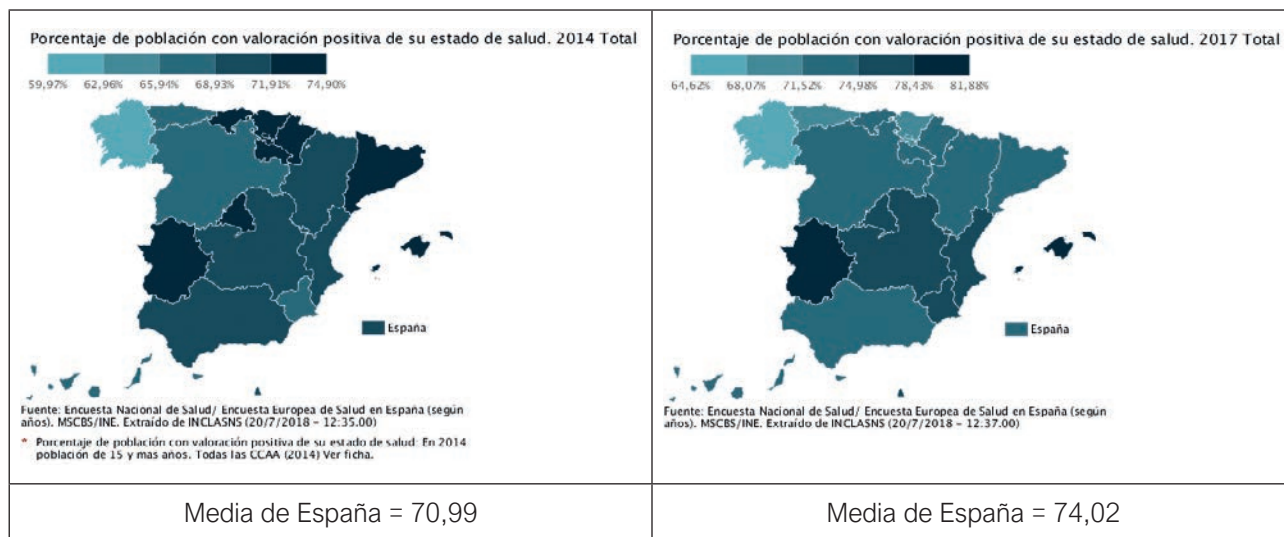 Porcentaje de población con valoración positiva de su estado de salud. 2014 Total
59,97% 62,96% 65,94% 68,93% 71,91% 74,90%
España
Fuente: Encuesta Nacional de Salud/ Encuesta Europea de Salud en España (según
años). MSCBS/INE. Extraído de INCLASNS (20/7/2018 - 12:35.00)
* Porcentaje de población con valoración positiva de su estado de salud: En 2014
población de 15 y mas años. Todas las CCAA (2014) Ver ficha.
Media de España = 70,99
Porcentaje de población con valoración positiva de su estado de salud. 2017 Total
64,62% 68,07% 71,52% 74,98% 78,43% 81,88%
España
Fuente: Encuesta Nacional de Salud/ Encuesta Europea de Salud en España (según
años). MSCBS/INE. Extraído de INCLASNS (20/7/2018 - 12:37.00)
Media de España = 74,02